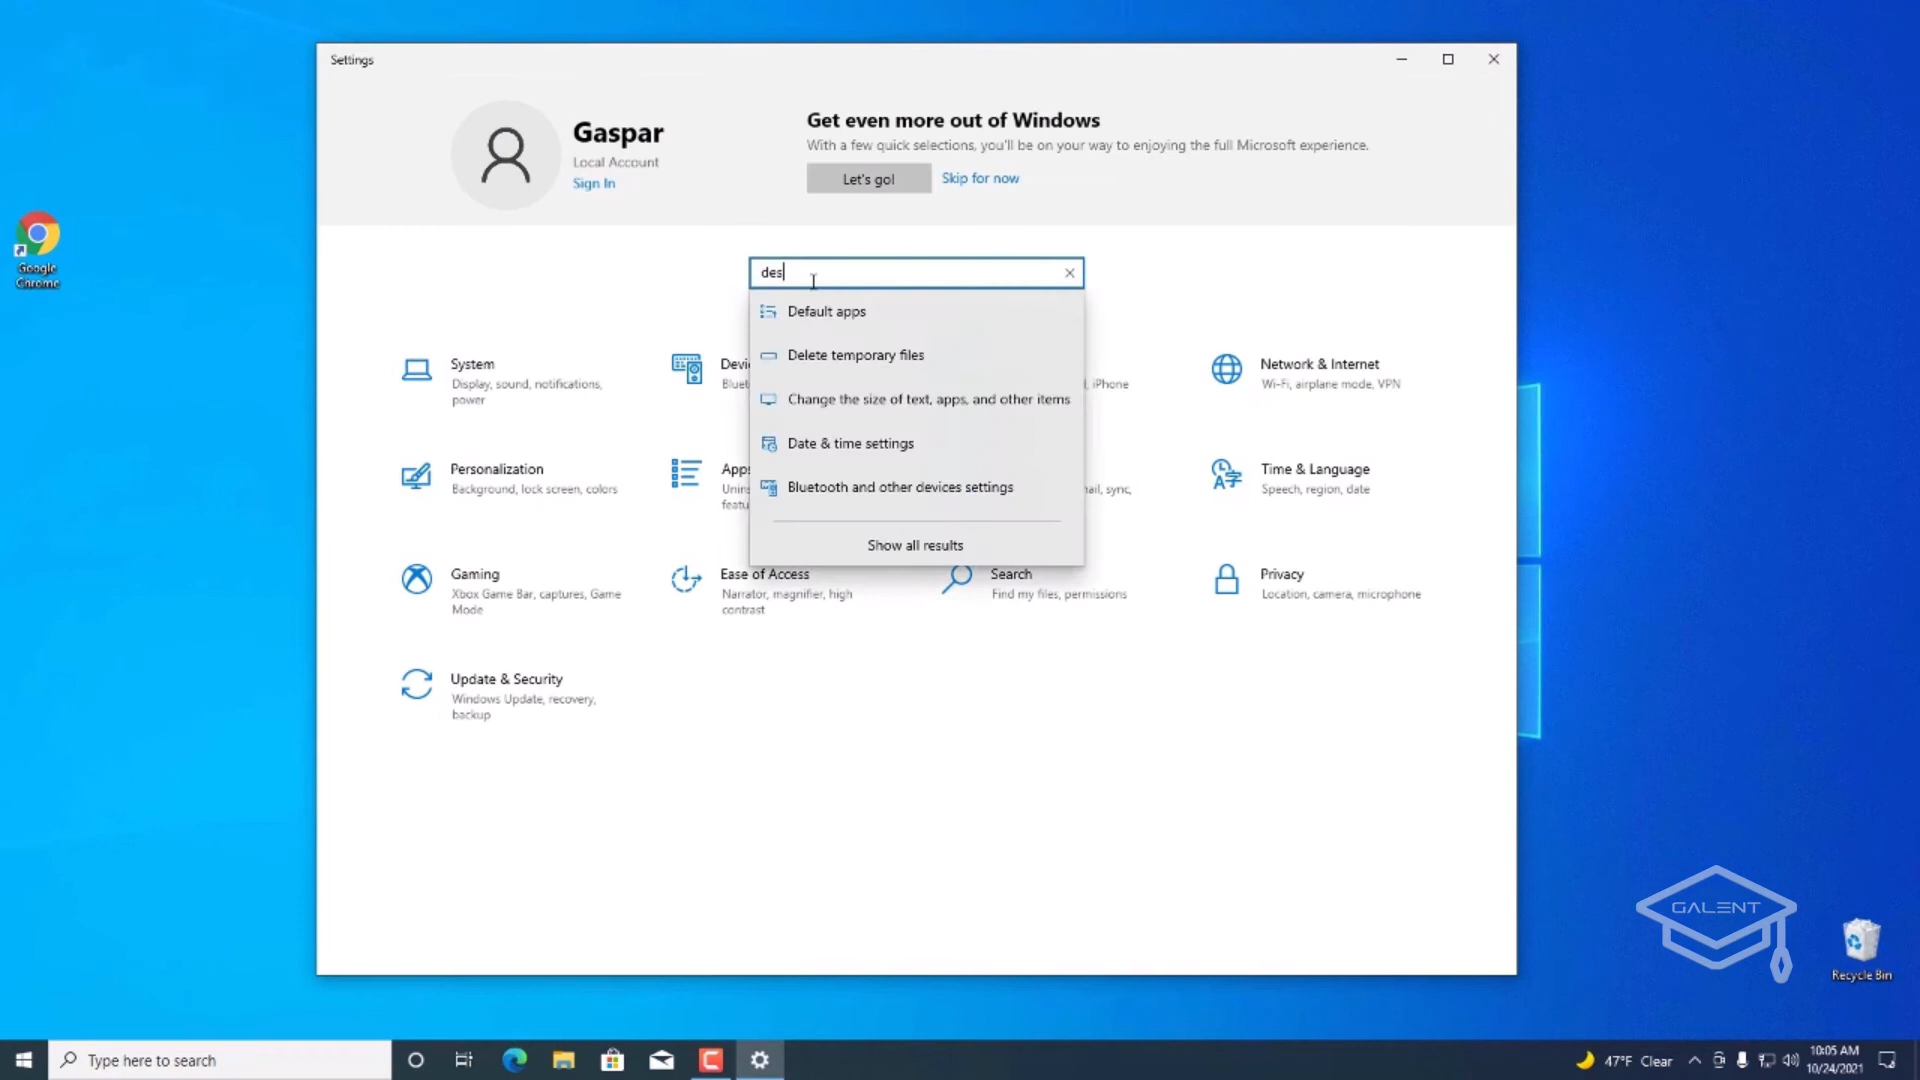 Settings
Gaspar
Local Account
Sign In
Get even more out of Windows
With a few quick selections, you'll be on your way to enjoying the full Microsoft experience.
Let's go!
Skip for now
Google
Chrome
des
Default apps
Delete temporary files
Change the size of text, apps, and other items
Date & time settings
Bluetooth and other devices settings
Show all results
System
Display, sound, notifications,
power
Devi
Bluet
, iPhone
Network & Internet
Wi-Fi, airplane mode, VPN
Personalization
Background, lock screen, colors
Apps
Unins
featu
ail, sync,
Time & Language
Speech, region, date
Gaming
Xbox Game Bar, captures, Game
Mode
Ease of Access
Narrator, magnifier, high
contrast
Search
Find my files, permissions
Privacy
Location, camera, microphone
Update & Security
Windows Update, recovery,
backup
GALENT
Recycle Bin
Type here to search
47°F Clear
10:05 AM
10/24/2021